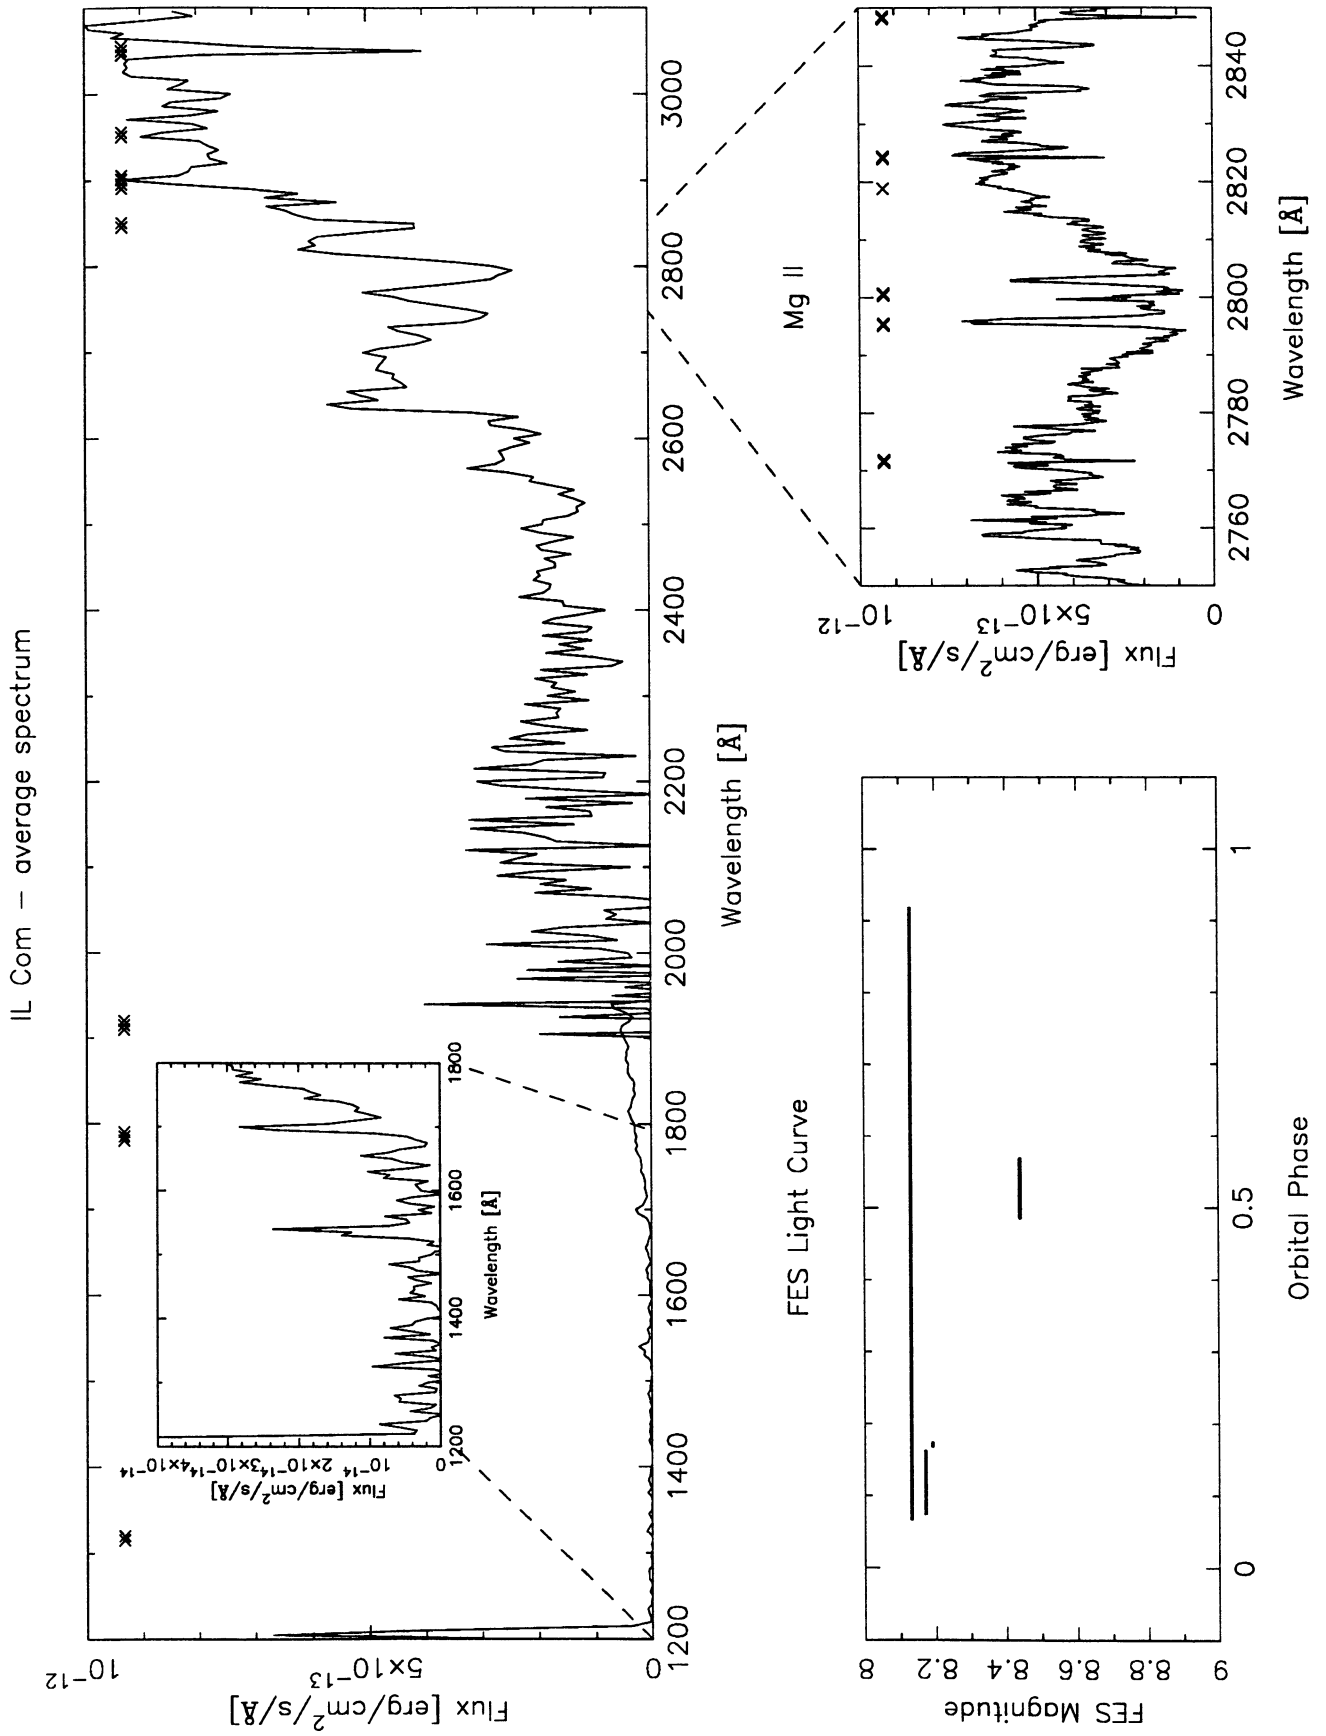 IL Com — average spectrum
Flux [erg/cm²/s/Å]
10⁻¹²
5×10⁻¹³
0
1200 1400 1600 1800 2000 2200 2400 2600 2800 3000
Wavelength [Å]
Flux [erg/cm²/s/Å]
4×10⁻¹⁴
3×10⁻¹⁴
2×10⁻¹⁴
10⁻¹⁴
0
1200 1400 1600 1800
Wavelength [Å]
FES Light Curve
FES Magnitude
8
8.2
8.4
8.6
8.8
9
0 0.5 1
Orbital Phase
Mg II
Flux [erg/cm²/s/Å]
10⁻¹²
5×10⁻¹³
0
2760 2780 2800 2820 2840
Wavelength [Å]